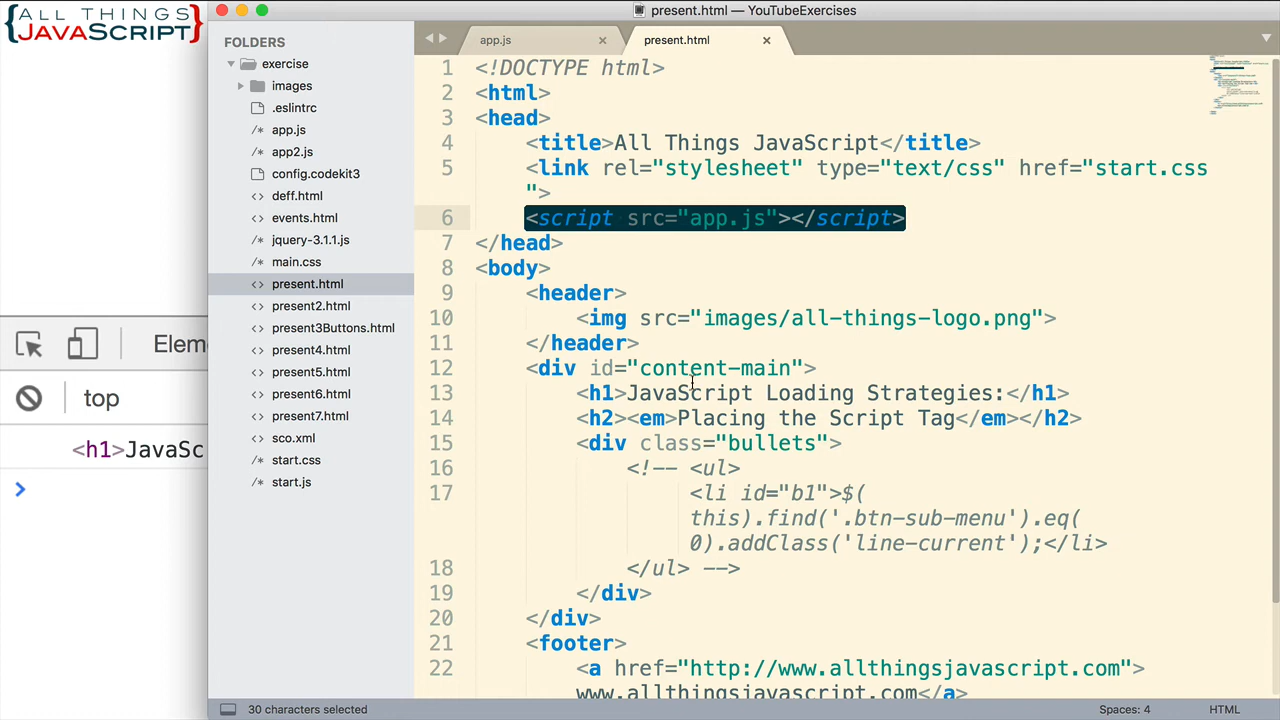 {ALL THINGS
JAVASCRIPT}
present.html — YouTubeExercises
FOLDERS
exercise
images
.eslintrc
/* app.js
/* app2.js
config.codekit3
<> deff.html
<> events.html
/* jquery-3.1.1.js
/* main.css
<> present.html
<> present2.html
<> present3Buttons.html
<> present4.html
<> present5.html
<> present6.html
<> present7.html
<> sco.xml
/* start.css
/* start.js
Eleme
top
<h1>JavaSc
app.js
present.html
1 <!DOCTYPE html>
2 <html>
3 <head>
4 <title>All Things JavaScript</title>
5 <link rel="stylesheet" type="text/css" href="start.css
">
6 <script src="app.js"></script>
7 </head>
8 <body>
9 <header>
10 <img src="images/all-things-logo.png">
11 </header>
12 <div id="content-main">
13 <h1>JavaScript Loading Strategies:</h1>
14 <h2><em>Placing the Script Tag</em></h2>
15 <div class="bullets">
16 <!-- <ul>
17 <li id="b1">$(
this).find('.btn-sub-menu').eq(
0).addClass('line-current');</li>
18 </ul> -->
19 </div>
20 </div>
21 <footer>
22 <a href="http://www.allthingsjavascript.com">
www.allthingsjavascript.com</a>
30 characters selected
Spaces: 4
HTML